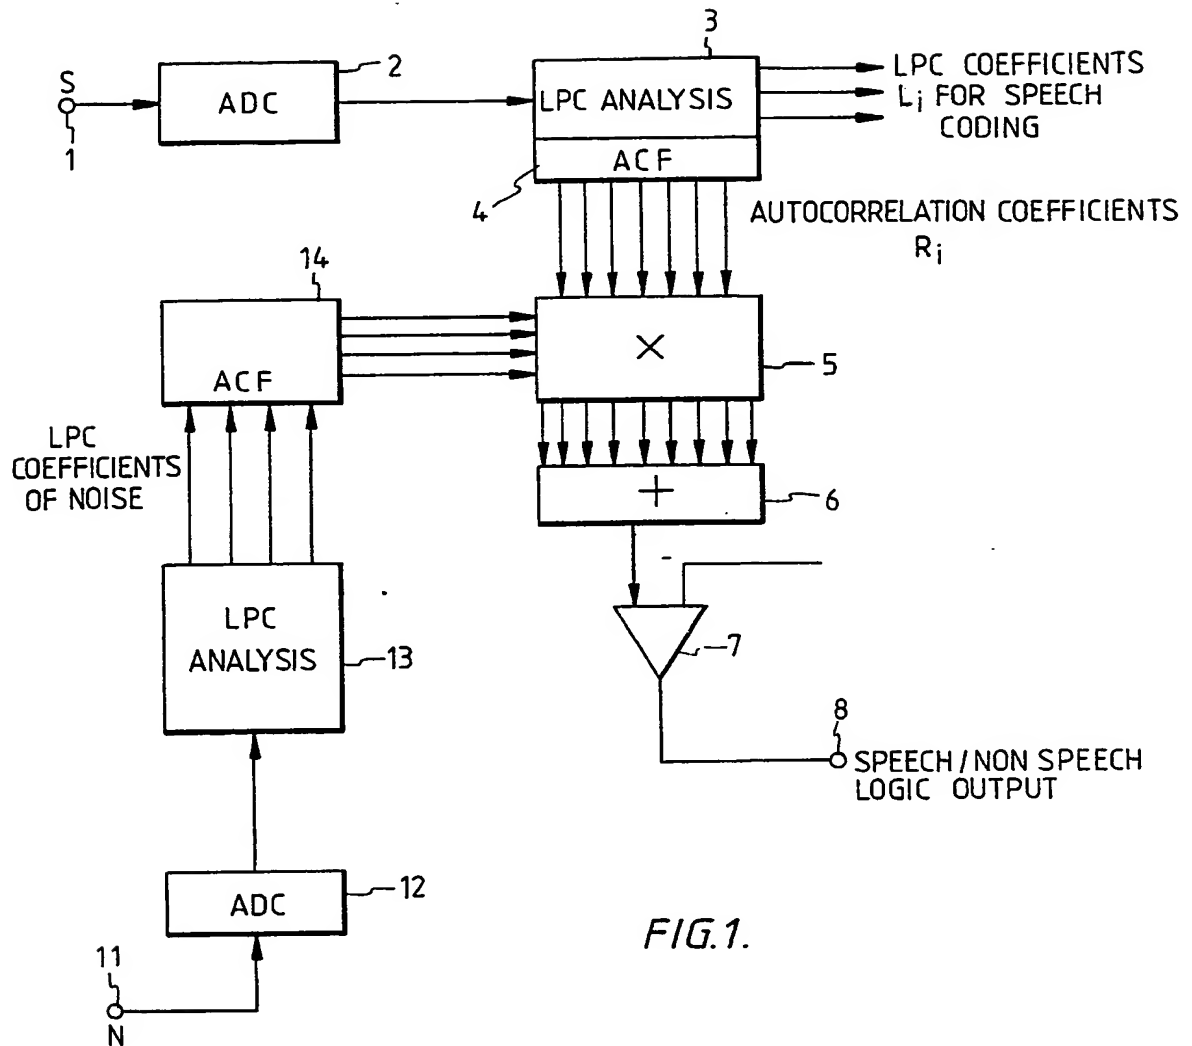 3
2
S
ADC
LPC ANALYSIS
LPC COEFFICIENTS
Li FOR SPEECH
CODING
1
ACF
4
AUTOCORRELATION COEFFICIENTS
Ri
14
×
5
ACF
LPC
COEFFICIENTS
OF NOISE
+
6
LPC
ANALYSIS
13
7
8
SPEECH/NON SPEECH
LOGIC OUTPUT
ADC
12
FIG.1.
11
N